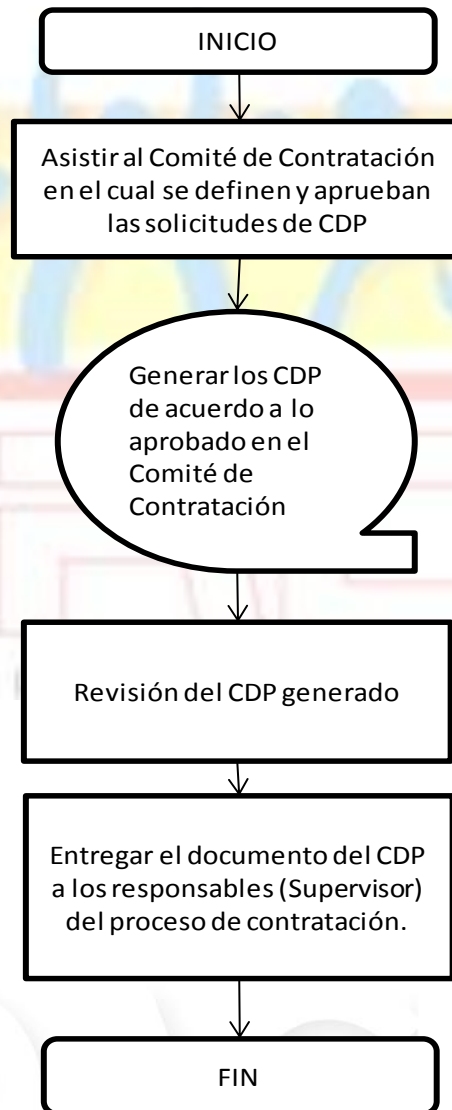 INICIO
Asistir al Comité de Contratación
en el cual se definen y aprueban
las solicitudes de CDP
Generar los CDP
de acuerdo a lo
aprobado en el
Comité de
Contratación
Revisión del CDP generado
Entregar el documento del CDP
a los responsables (Supervisor)
del proceso de contratación.
FIN